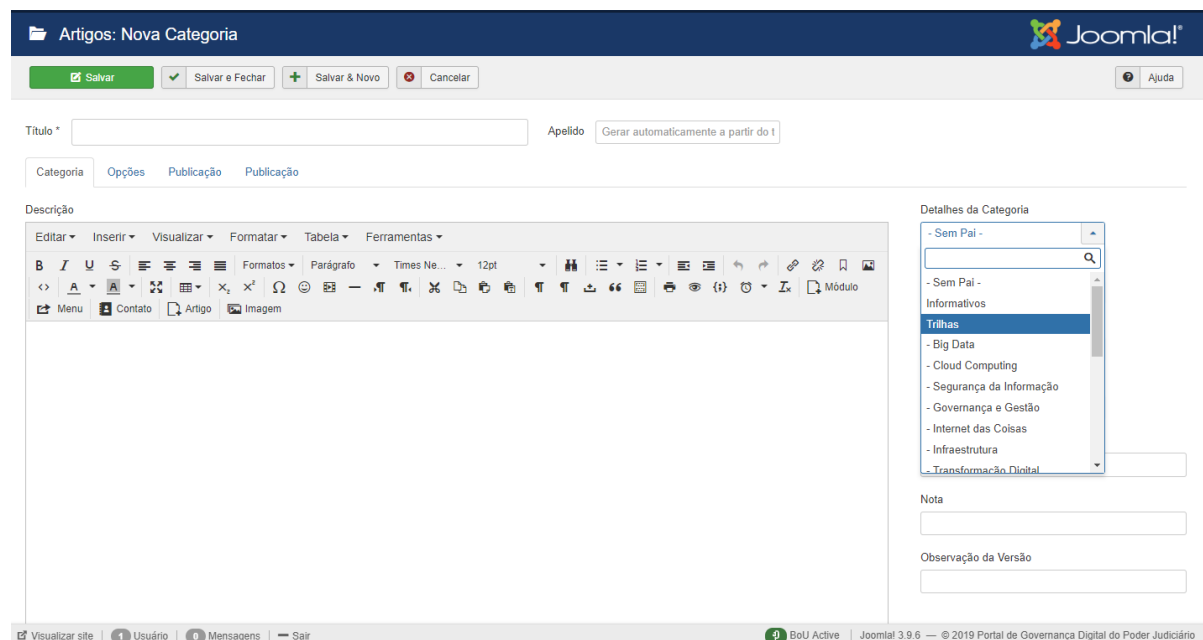 Artigos: Nova Categoria
Joomla!®
Salvar
Salvar e Fechar
Salvar & Novo
Cancelar
Ajuda
Título *
Apelido
Gerar automaticamente a partir do t
Categoria
Opções
Publicação
Publicação
Descrição
Detalhes da Categoria
Editar Inserir Visualizar Formatar Tabela Ferramentas
- Sem Pai -
B I U S Formatos Parágrafo Times Ne... 12pt
A A x₂ x² Ω Módulo
Menu Contato Artigo Imagem
- Sem Pai -
Informativos
Trilhas
- Big Data
- Cloud Computing
- Segurança da Informação
- Governança e Gestão
- Internet das Coisas
- Infraestrutura
- Transformação Digital
Nota
Observação da Versão
Visualizar site | 1 Usuário | 0 Mensagens | Sair
BoU Active | Joomla! 3.9.6 — © 2019 Portal de Governança Digital do Poder Judiciário